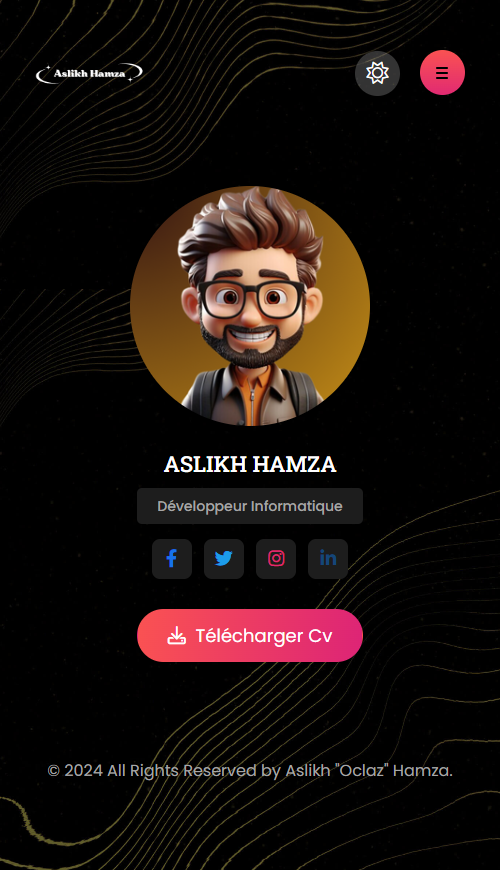 Aslikh Hamza
ASLIKH HAMZA
Développeur Informatique
Télécharger Cv
© 2024 All Rights Reserved by Aslikh "Oclaz" Hamza.